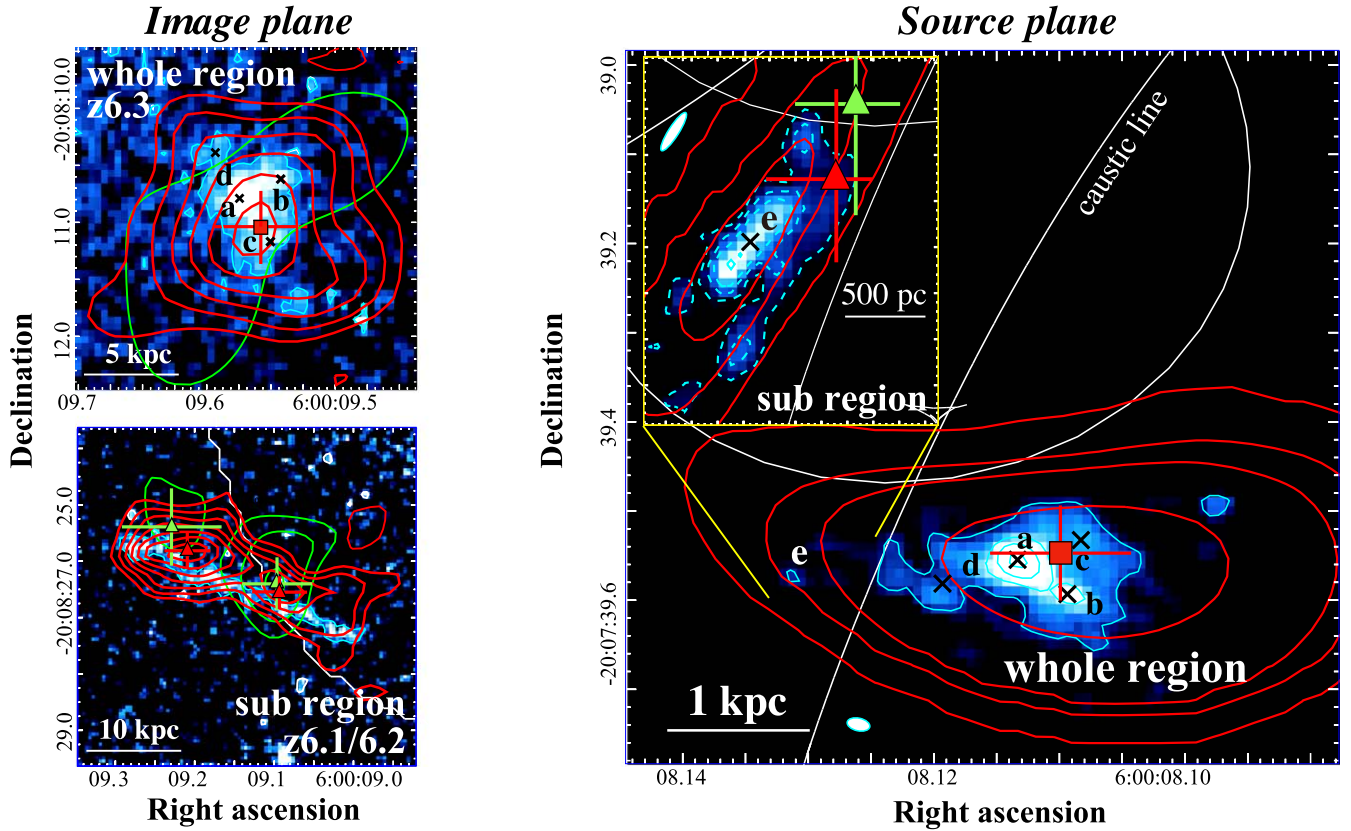 Image plane
Source plane
whole region
z6.3
d
a
b
c
5 kpc
-20:08:10.0
11.0
12.0
09.7
09.6
6:00:09.5
Declination
25.0
-20:08:27.0
29.0
sub region
z6.1/6.2
10 kpc
09.3
09.2
09.1
6:00:09.0
Right ascension
Declination
39.0
39.2
39.4
-20:07:39.6
e
500 pc
sub region
caustic line
e
d
a
c
b
whole region
1 kpc
08.14
08.12
6:00:08.10
Right ascension